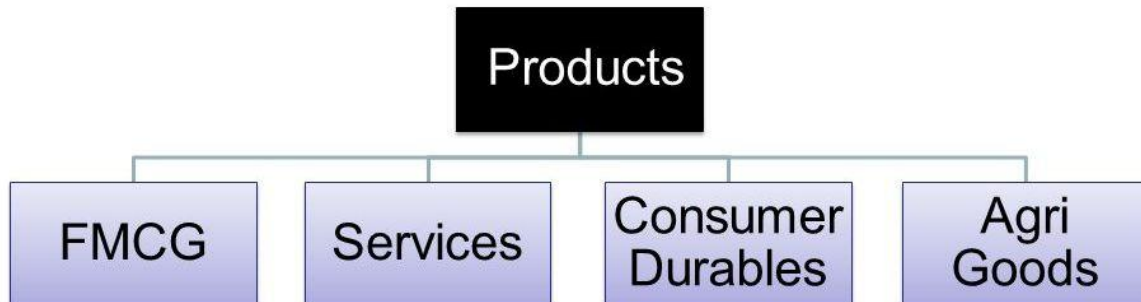 Products
FMCG
Services
Consumer
Durables
Agri
Goods